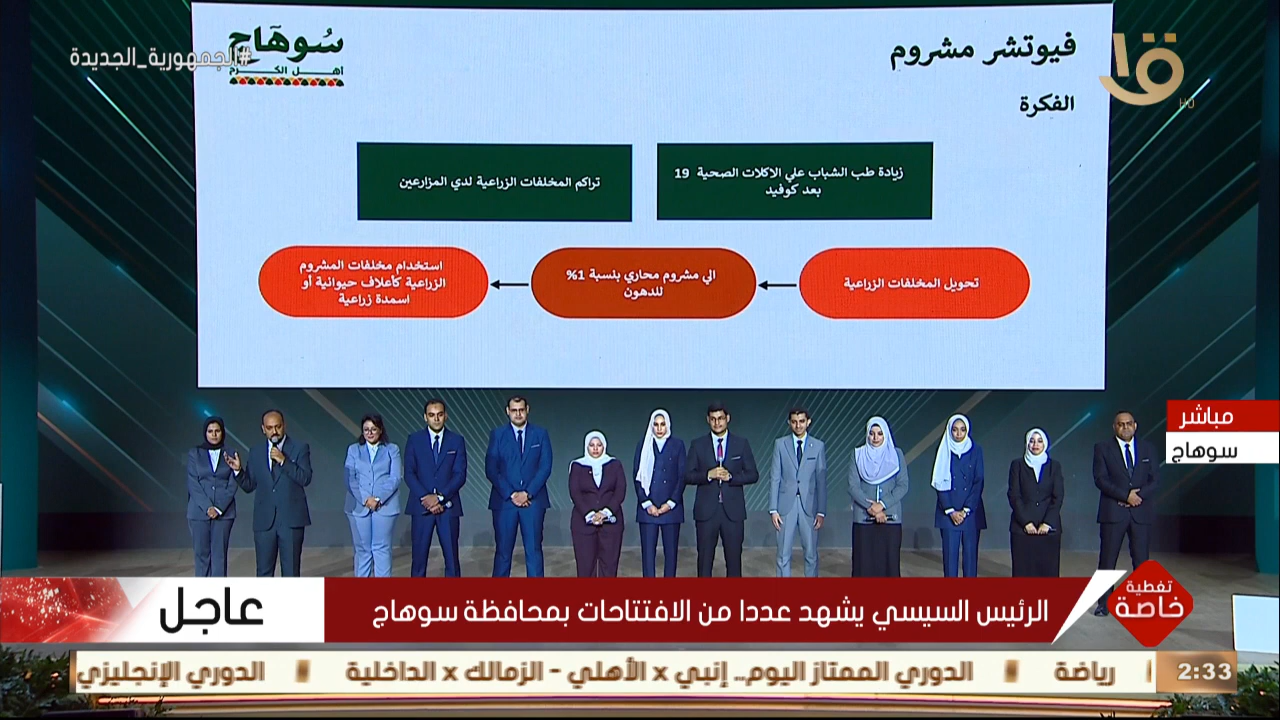 #الجمهورية_الجديدة
سُوهَاج
أهل الكرم
فيوتشر مشروم
HD
الفكرة
زيادة طب الشباب علي الاكلات الصحية 19
بعد كوفيد
تراكم المخلفات الزراعية لدي المزارعين
تحويل المخلفات الزراعية
الي مشروم محاري بنسبة 1%
للدهون
استخدام مخلفات المشروم
الزراعية كأعلاف حيوانية أو
اسمدة زراعية
مباشر
سوهاج
تغطية
خاصة
الرئيس السيسي يشهد عددا من الافتتاحات بمحافظة سوهاج
عاجل
رياضة الدوري الممتاز اليوم.. إنبي x الأهلي - الزمالك x الداخلية الدوري الإنجليزي
2:33